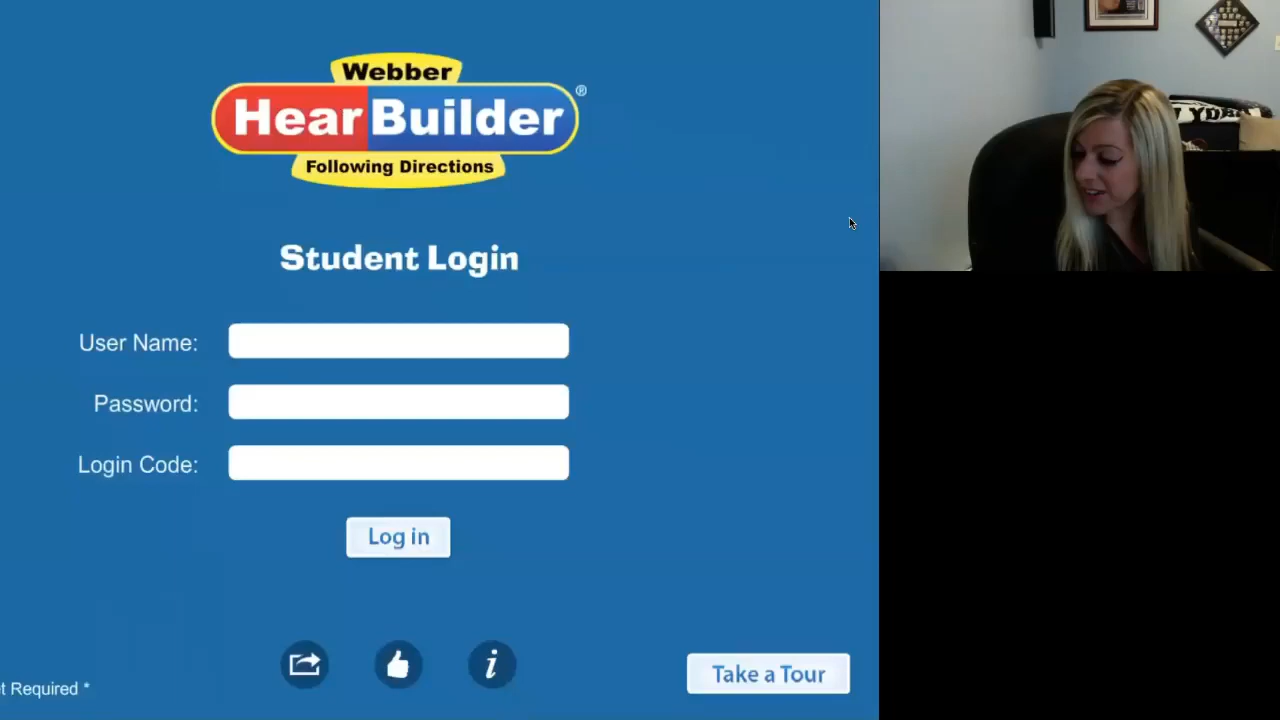 Webber
HearBuilder®
Following Directions
Student Login
User Name:
Password:
Login Code:
Log in
Required *
Take a Tour